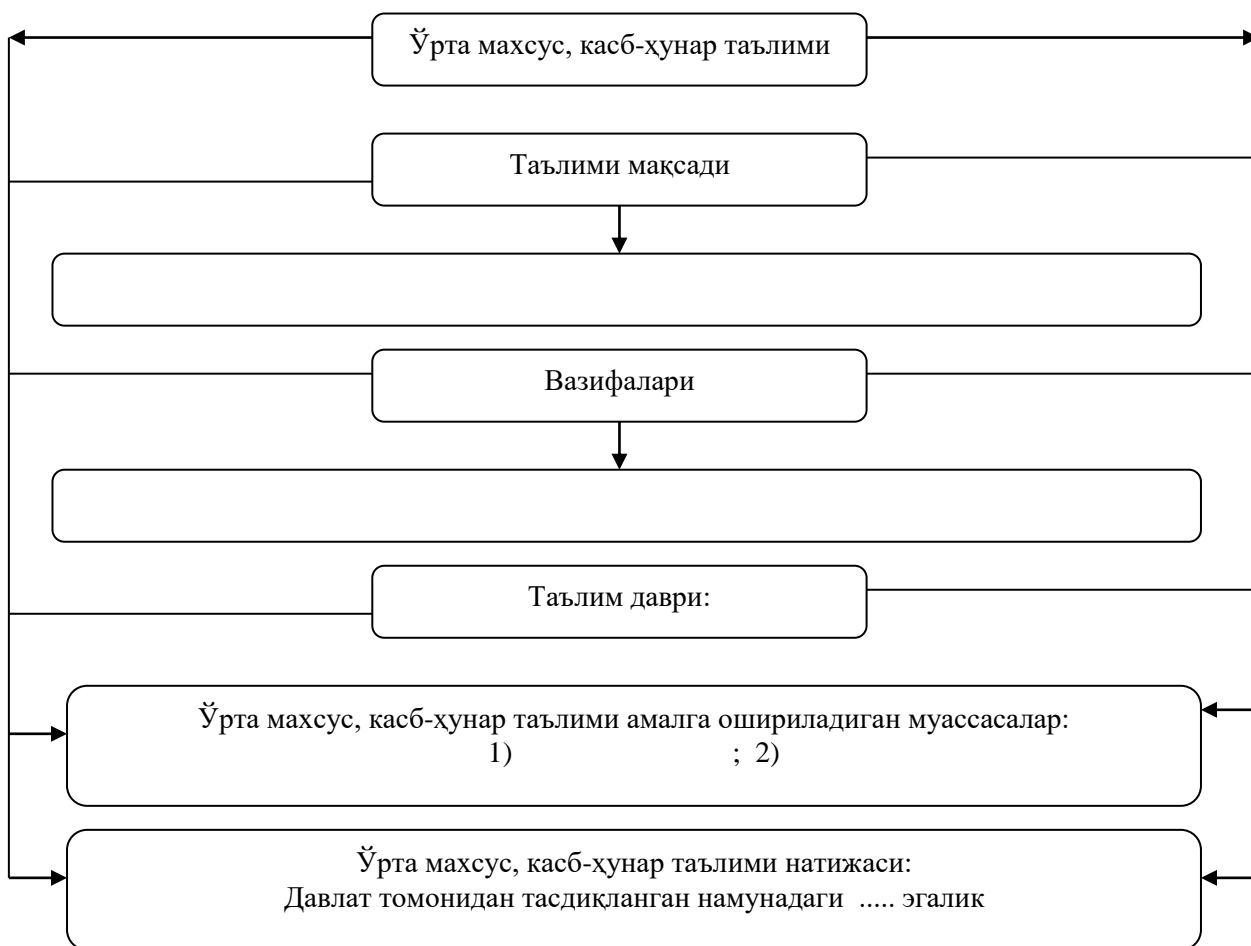 Ўрта махсус, касб-ҳунар таълими
Таълими мақсади
Вазифалари
Таълим даври:
Ўрта махсус, касб-ҳунар таълими амалга ошириладиган муассасалар:
1) ; 2)
Ўрта махсус, касб-ҳунар таълими натижаси:
Давлат томонидан тасдиқланган намунадаги ..... эгалик